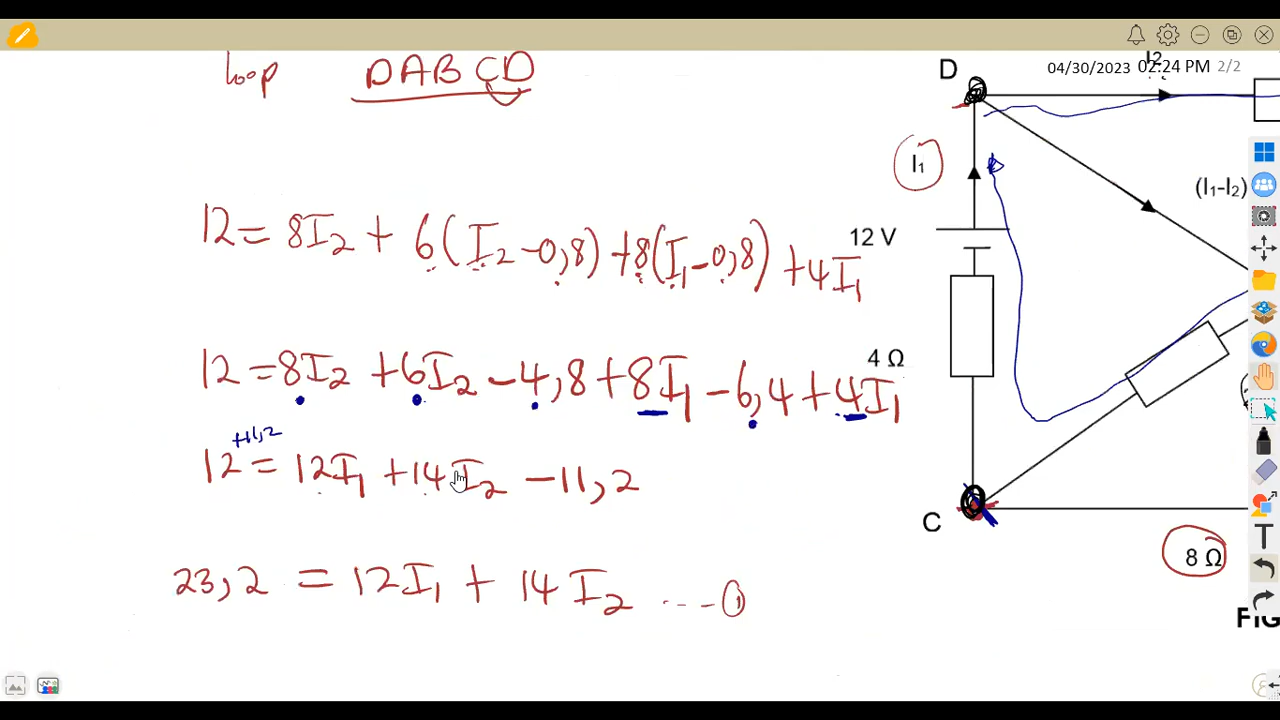 loop DABCD
04/30/2023 02:24 PM 2/2
D
I2
I1
(I1-I2)
12 = 8I2 + 6(I2 -0,8) +8(I1-0,8) +4I1
12 V
12 =8I2 +6I2 -4,8 +8I1 -6,4 +4I1
4 Ω
+11,2
12 = 12I1 +14I2 -11,2
C
8 Ω
23,2 = 12I1 + 14I2 ----①
FIG
T